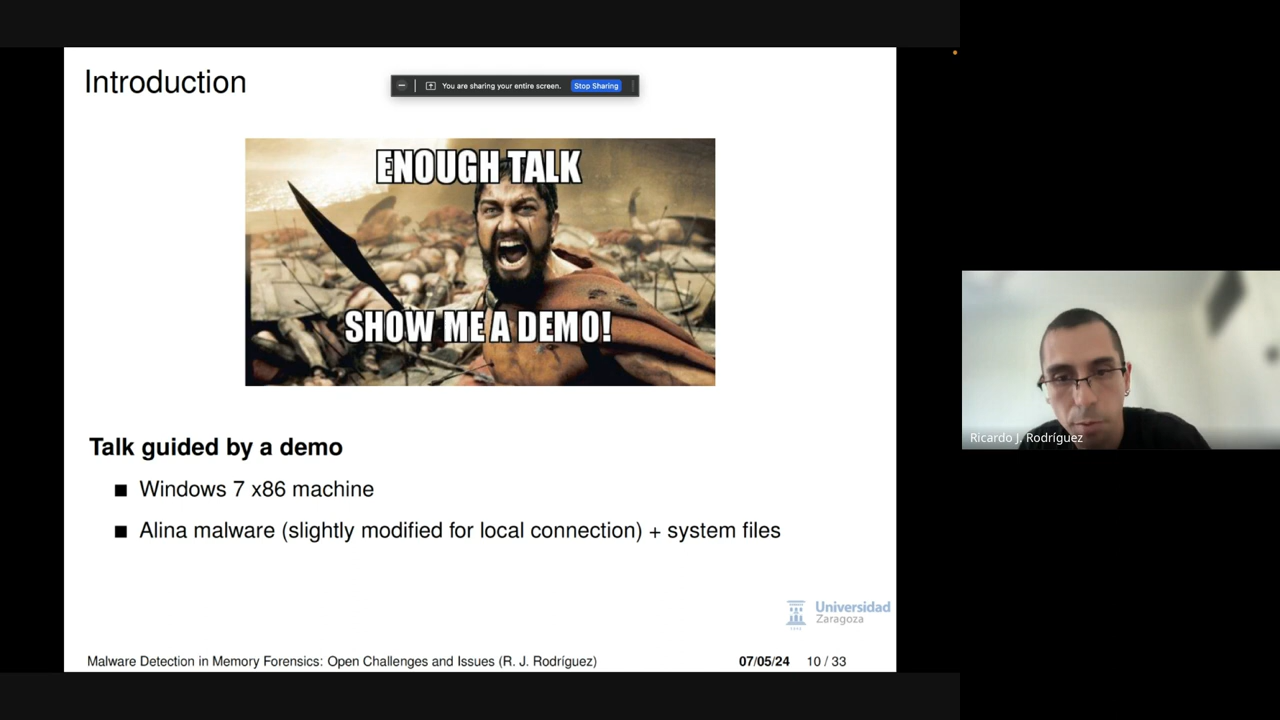 Introduction
You are sharing your entire screen. Stop Sharing
ENOUGH TALK
SHOW ME A DEMO!
Talk guided by a demo
Windows 7 x86 machine
Alina malware (slightly modified for local connection) + system files
Universidad
Zaragoza
Malware Detection in Memory Forensics: Open Challenges and Issues (R. J. Rodríguez) 07/05/24 10 / 33
Ricardo J. Rodríguez